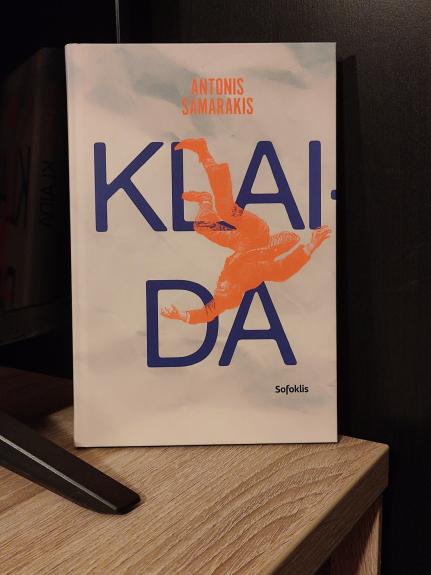 ANTONIS
SAMARAKIS
KLAI-
DA
Sofoklis